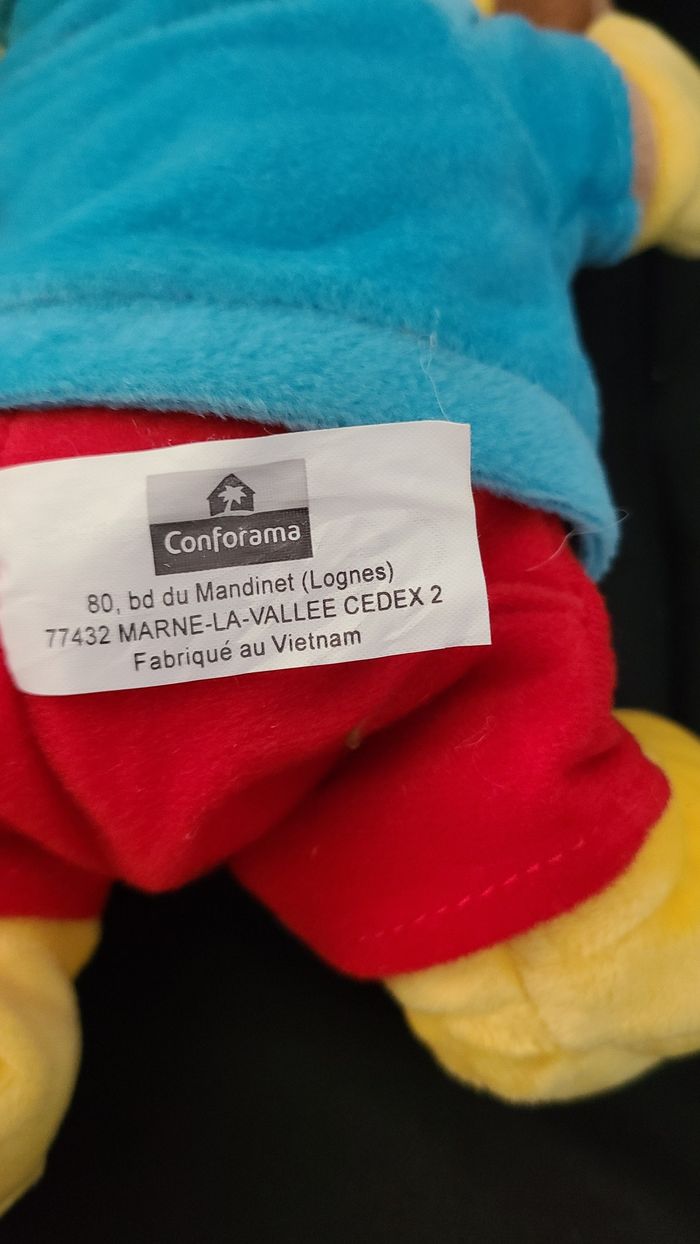 Conforama
80, bd du Mandinet (Lognes)
77432 MARNE-LA-VALLEE CEDEX 2
Fabriqué au Vietnam